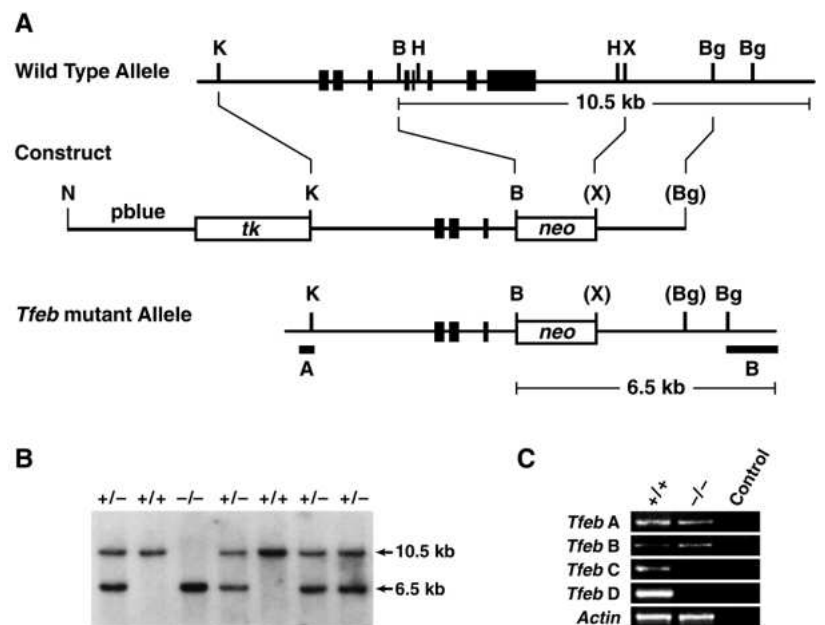 A
K B H H X Bg Bg
Wild Type Allele
10.5 kb
Construct
N K B (X) (Bg)
pblue
tk neo
K B (X) (Bg) Bg
Tfeb mutant Allele
neo
A B
6.5 kb
B C
+/− +/+ −/− +/− +/+ +/− +/−
10.5 kb
6.5 kb
+/+ −/− Control
Tfeb A
Tfeb B
Tfeb C
Tfeb D
Actin